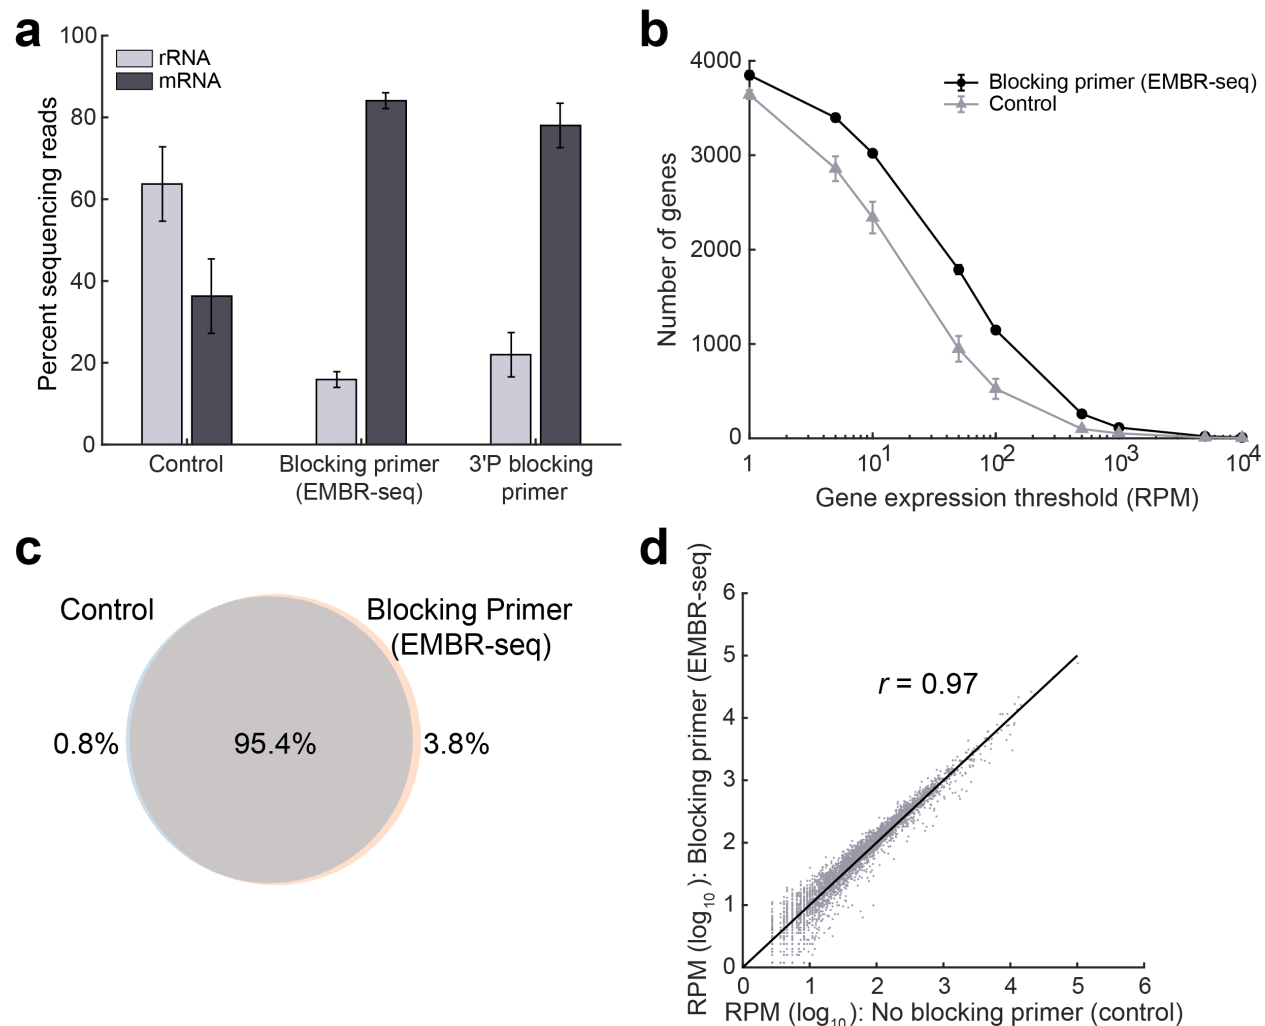 a
100
80
60
40
20
0
Percent sequencing reads
rRNA
mRNA
Control
Blocking primer
(EMBR-seq)
3'P blocking
primer
b
4000
3000
2000
1000
0
Number of genes
Blocking primer (EMBR-seq)
Control
1 10¹ 10² 10³ 10⁴
Gene expression threshold (RPM)
c
Control
Blocking Primer
(EMBR-seq)
0.8% 95.4% 3.8%
d
RPM (log₁₀): Blocking primer (EMBR-seq)
6
5
4
3
2
1
0
r = 0.97
0 1 2 3 4 5 6
RPM (log₁₀): No blocking primer (control)